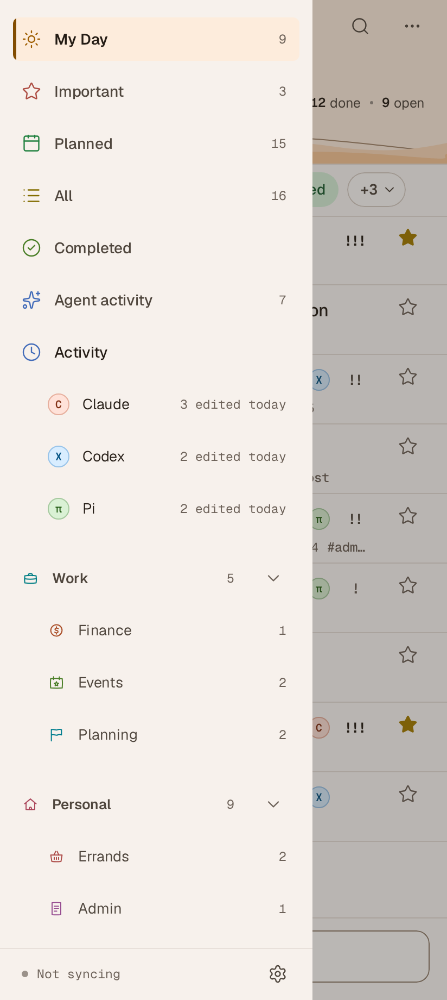 My Day 9
Important 3
Planned 15
All 16
Completed
Agent activity 7
Activity
C Claude 3 edited today
X Codex 2 edited today
π Pi 2 edited today
Work 5
Finance 1
Events 2
Planning 2
Personal 9
Errands 2
Admin 1
Not syncing
12 done • 9 open
ed +3
!!!
on
X !!
ost
π !!
4 #adm…
π !
C !!!
X